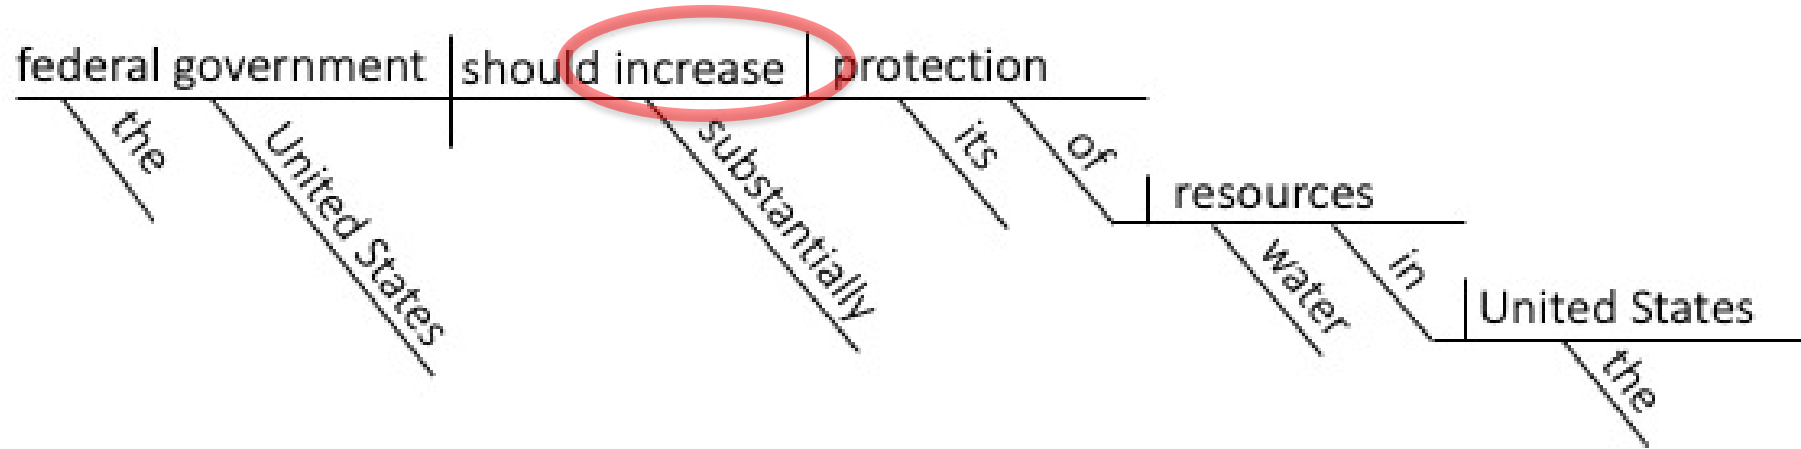 federal government should increase protection
the
United States
substantially
its
of
resources
water
in
United States
the